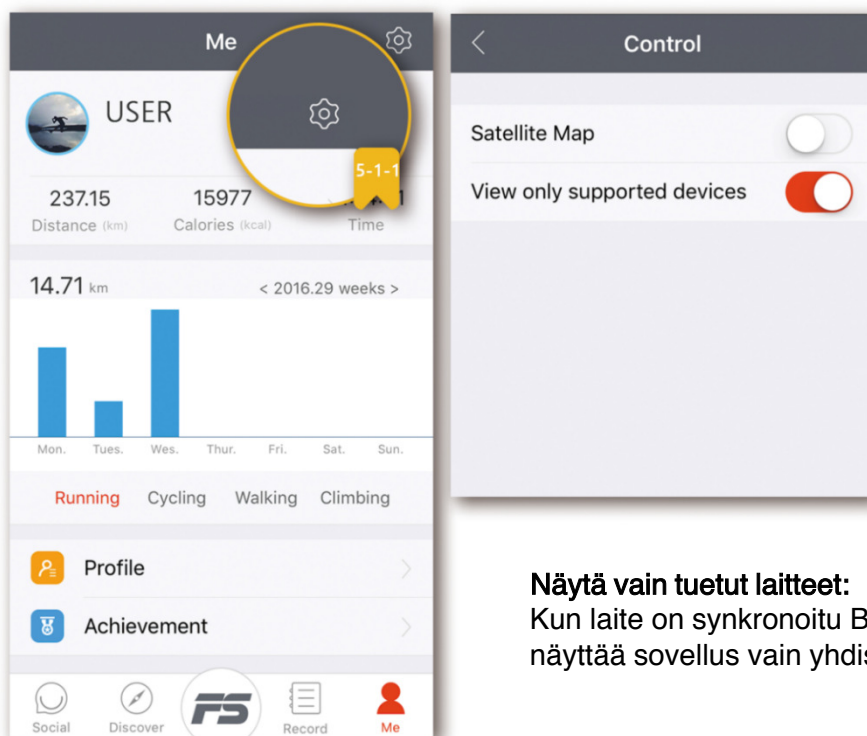 Me
USER
5-1-1
237.15
15977
Distance (km)
Calories (kcal)
Time
14.71 km
< 2016.29 weeks >
Mon. Tues. Wes. Thur. Fri. Sat. Sun.
Running Cycling Walking Climbing
Profile
Achievement
Social Discover FS Record Me
Control
Satellite Map
View only supported devices
Näytä vain tuetut laitteet:
Kun laite on synkronoitu
näyttää sovellus vain